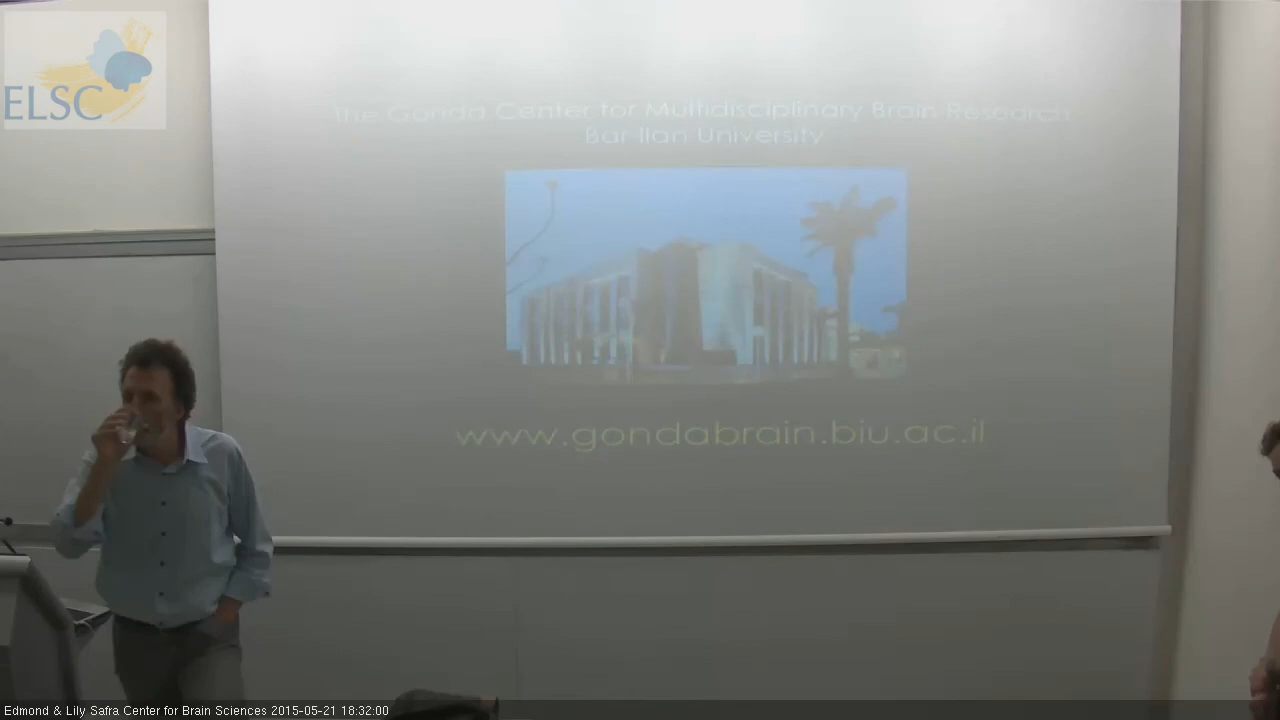 ELSC
The Gonda Center for Multidisciplinary Brain Research
Bar-Ilan University
www.gondabrain.biu.ac.il
Edmond & Lily Safra Center for Brain Sciences 2015-05-21 18:32:00